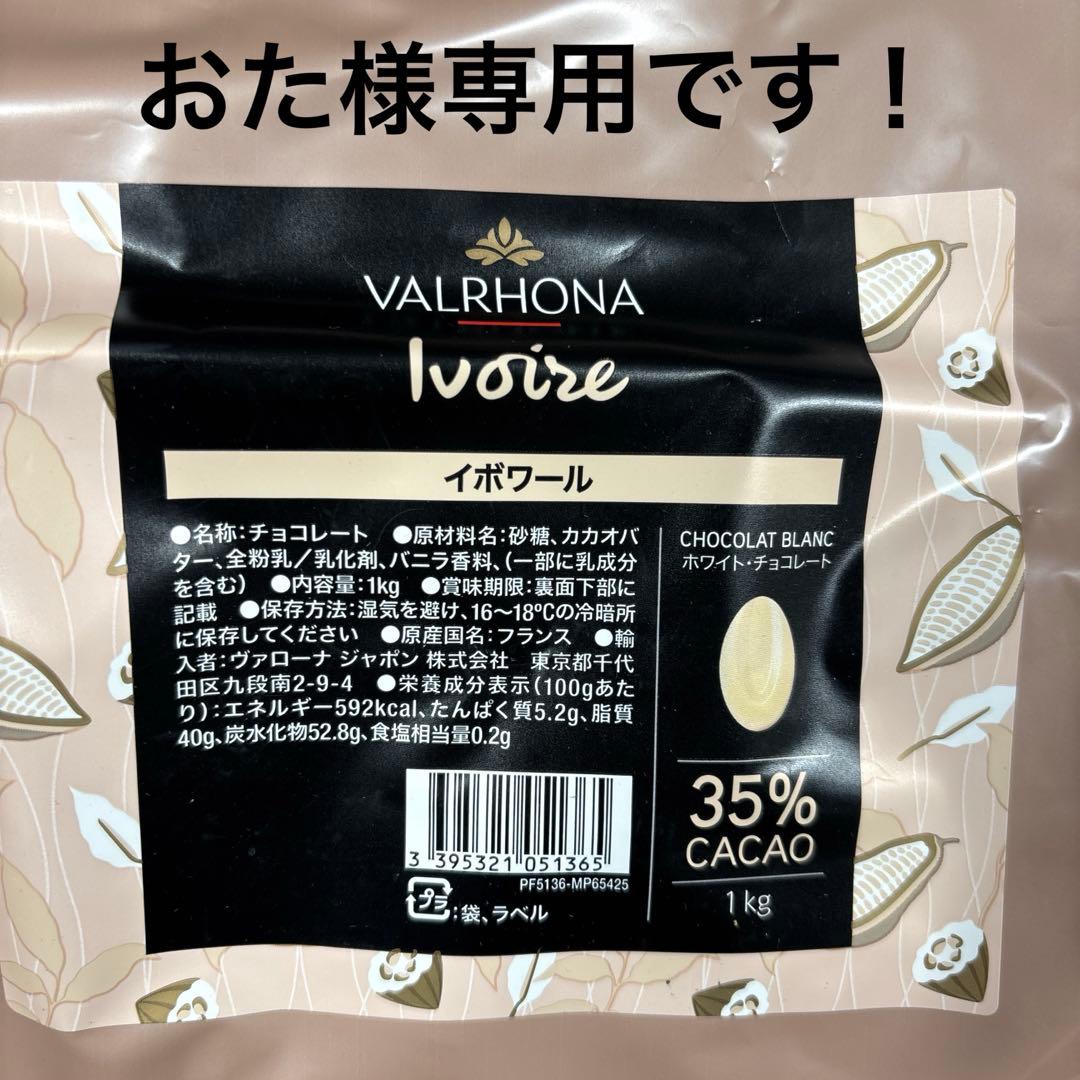 おた様専用です！
VALRHONA
Ivoire
イボワール
●名称：チョコレート　●原材料名：砂糖、カカオバ
ター、全粉乳／乳化剤、バニラ香料、（一部に乳成分
を含む）　●内容量：1kg　●賞味期限：裏面下部に
記載　●保存方法：湿気を避け、16～18ºCの冷暗所
に保存してください　●原産国名：フランス　●輸
入者：ヴァローナ ジャポン 株式会社　東京都千代
田区九段南2-9-4　●栄養成分表示（100gあた
り）：エネルギー592kcal、たんぱく質5.2g、脂質
40g、炭水化物52.8g、食塩相当量0.2g
3 395321 051365
PF5136-MP65425
プラ：袋、ラベル
CHOCOLAT BLANC
ホワイト・チョコレート
35%
CACAO
1 kg